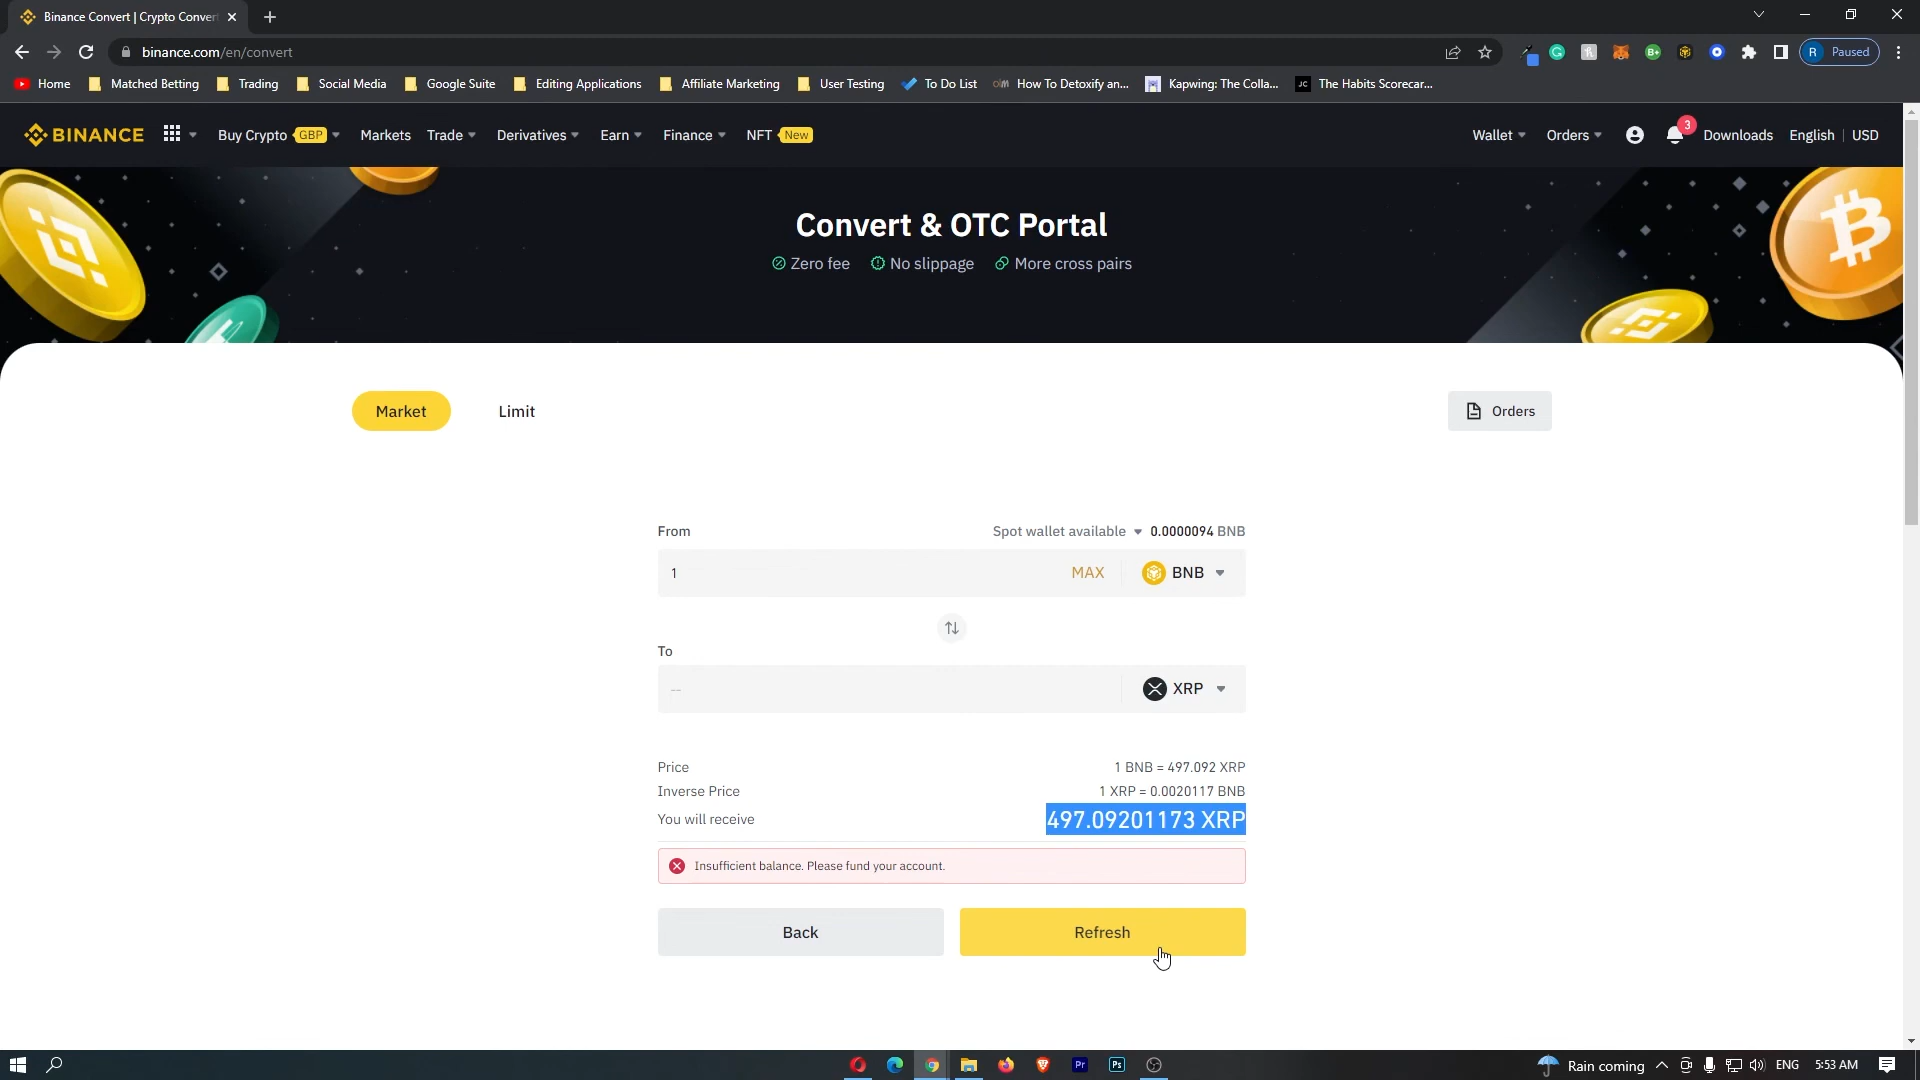 Binance Convert | Crypto Conver
binance.com/en/convert
R Paused
Home Matched Betting Trading Social Media Google Suite Editing Applications Affiliate Marketing User Testing To Do List How To Detoxify an... Kapwing: The Colla... JC The Habits Scorecar...
BINANCE Buy Crypto GBP Markets Trade Derivatives Earn Finance NFT New Wallet Orders 3 Downloads English | USD
Convert & OTC Portal
Zero fee No slippage More cross pairs
Market Limit Orders
From Spot wallet available 0.0000094 BNB
1 MAX BNB
To
-- XRP
Price 1 BNB = 497.092 XRP
Inverse Price 1 XRP = 0.0020117 BNB
You will receive 497.09201173 XRP
Insufficient balance. Please fund your account.
Back Refresh
Pr Ps Rain coming ENG 5:53 AM